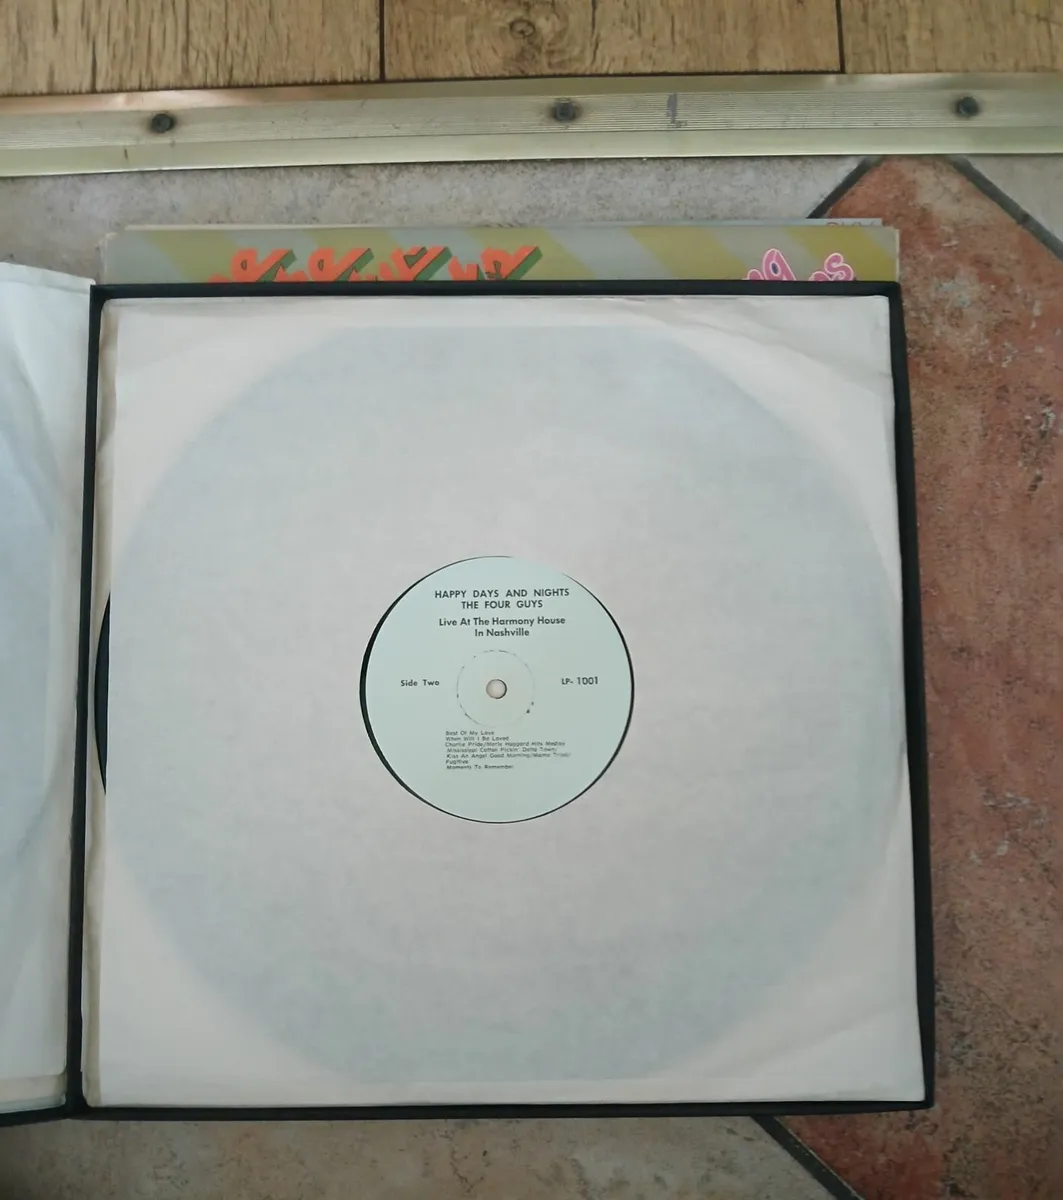 HAPPY DAYS AND NIGHTS
THE FOUR GUYS
Live At The Harmony House
In Nashville
Side Two
LP- 1001
Best Of My Love
When Will I Be Loved
Charlie Pride/Merle Haggard Hits Medley
Mississippi Cotton Pickin' Delta Town/
Kiss An Angel Good Morning/Mama Tried/
Fugitive
Moments To Remember